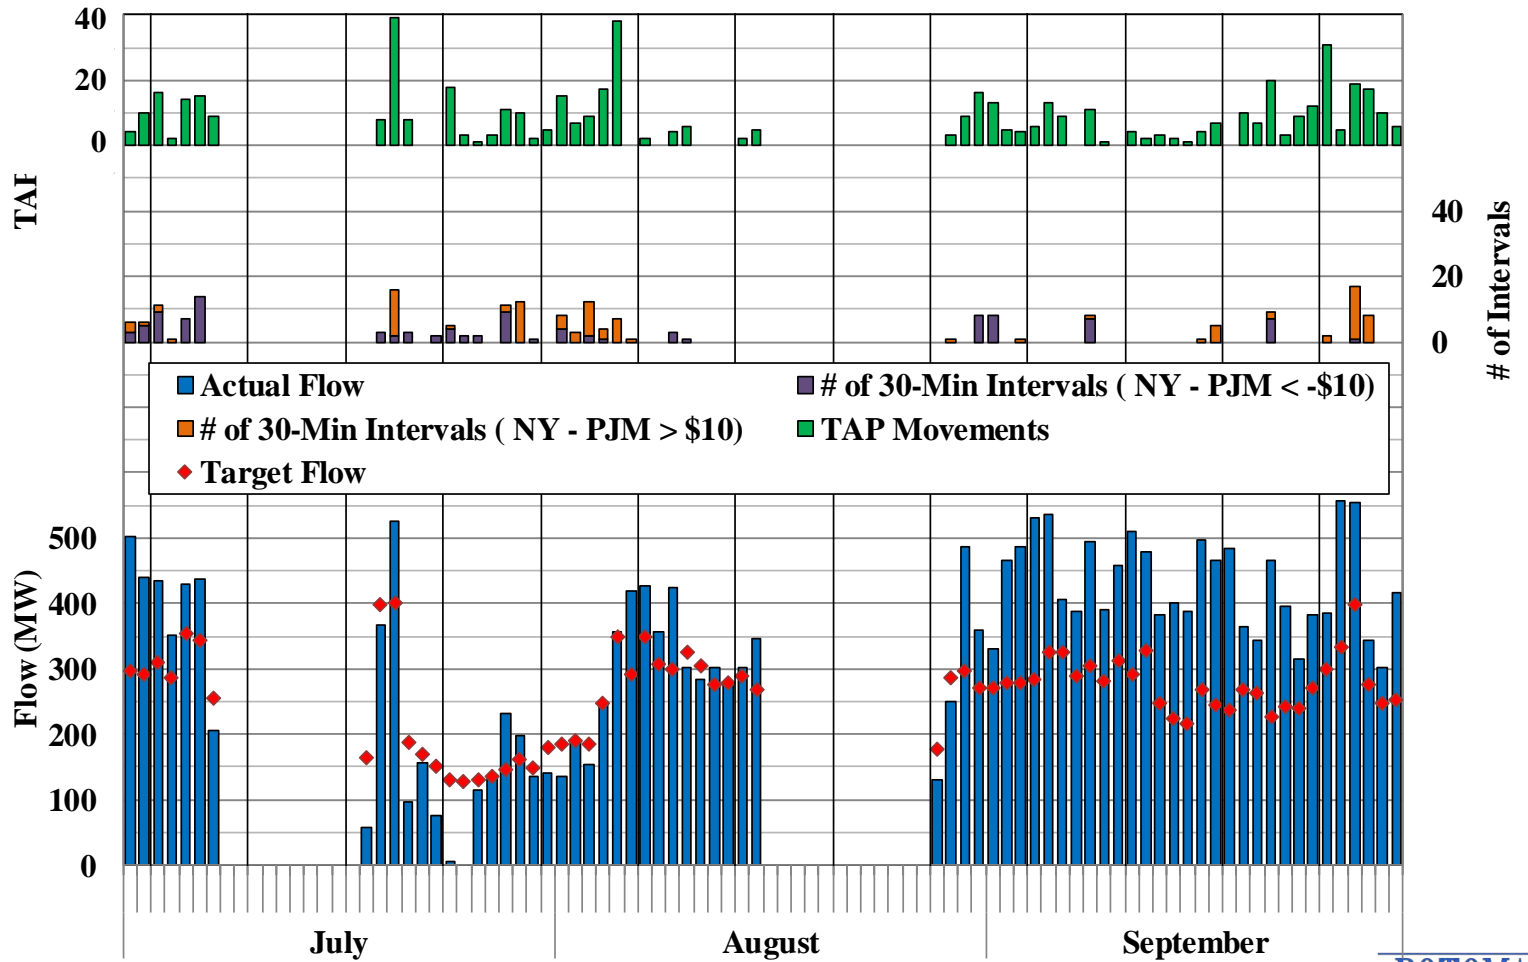 40
20
0
TAP
40
20
0
# of Intervals
Actual Flow
# of 30-Min Intervals ( NY - PJM < -$10)
# of 30-Min Intervals ( NY - PJM > $10)
TAP Movements
Target Flow
500
400
300
200
100
0
Flow (MW)
July
August
September